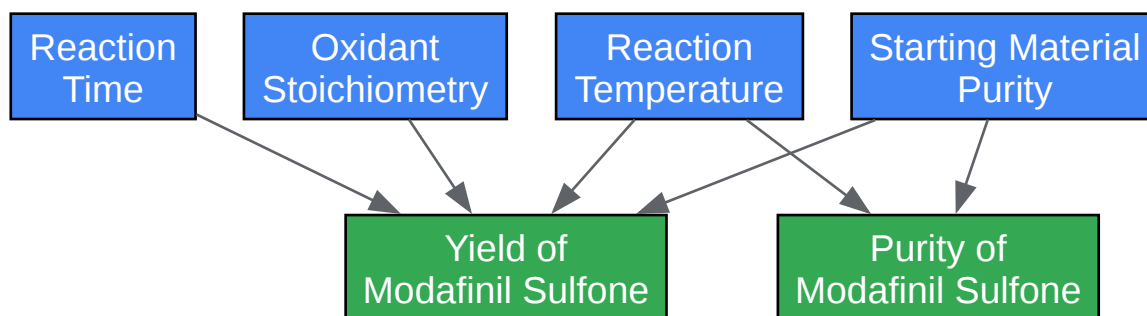 Reaction
Time
Oxidant
Stoichiometry
Reaction
Temperature
Starting Material
Purity
Yield of
Modafinil Sulfone
Purity of
Modafinil Sulfone